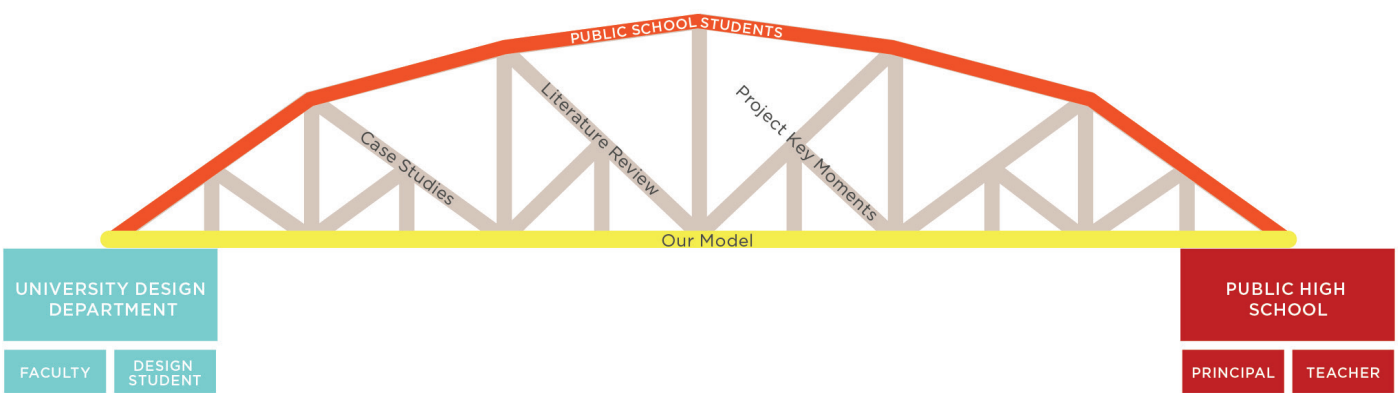 PUBLIC SCHOOL STUDENTS
Case Studies
Literature Review
Project Key Moments
Our Model
UNIVERSITY DESIGN
DEPARTMENT
FACULTY
DESIGN
STUDENT
PUBLIC HIGH
SCHOOL
PRINCIPAL
TEACHER